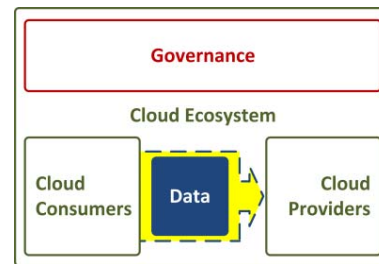 Governance
Cloud Ecosystem
Cloud
Consumers
Data
Cloud
Providers